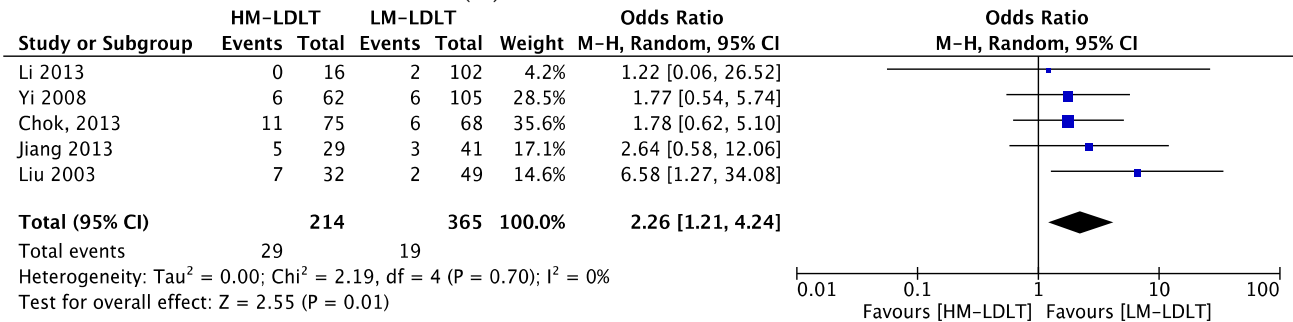 HM-LDLT LM-LDLT Odds Ratio Odds Ratio
Study or Subgroup Events Total Events Total Weight M-H, Random, 95% CI M-H, Random, 95% CI
Li 2013 0 16 2 102 4.2% 1.22 [0.06, 26.52]
Yi 2008 6 62 6 105 28.5% 1.77 [0.54, 5.74]
Chok, 2013 11 75 6 68 35.6% 1.78 [0.62, 5.10]
Jiang 2013 5 29 3 41 17.1% 2.64 [0.58, 12.06]
Liu 2003 7 32 2 49 14.6% 6.58 [1.27, 34.08]
Total (95% CI) 214 365 100.0% 2.26 [1.21, 4.24]
Total events 29 19
Heterogeneity: Tau² = 0.00; Chi² = 2.19, df = 4 (P = 0.70); I² = 0%
Test for overall effect: Z = 2.55 (P = 0.01)
0.01 0.1 1 10 100
Favours [HM-LDLT] Favours [LM-LDLT]